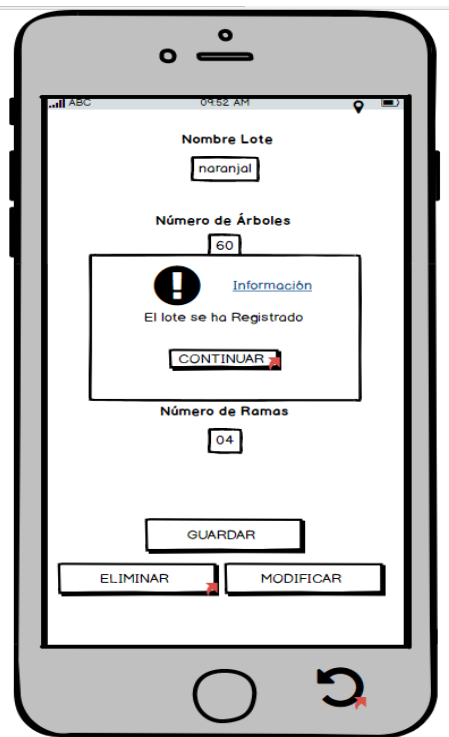 ABC 09:52 AM
Nombre Lote
naranjal
Número de Árboles
60
Información
El lote se ha Registrado
CONTINUAR
Número de Ramas
04
GUARDAR
ELIMINAR MODIFICAR